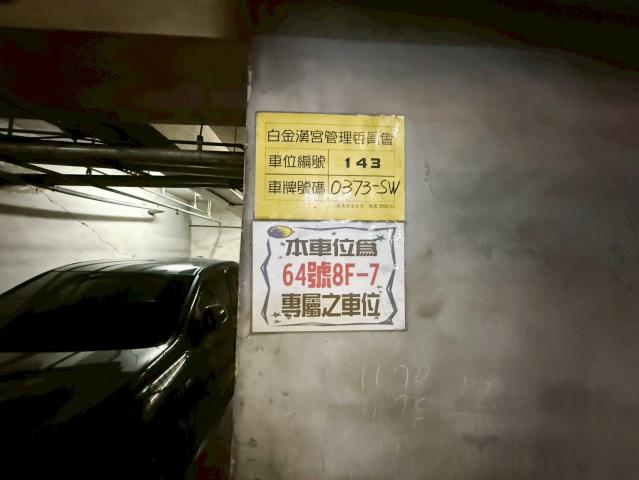 白金漢宮管理委員會
車位編號 143
車牌號碼 0373-SW
本車位為
64號8F-7
專屬之車位